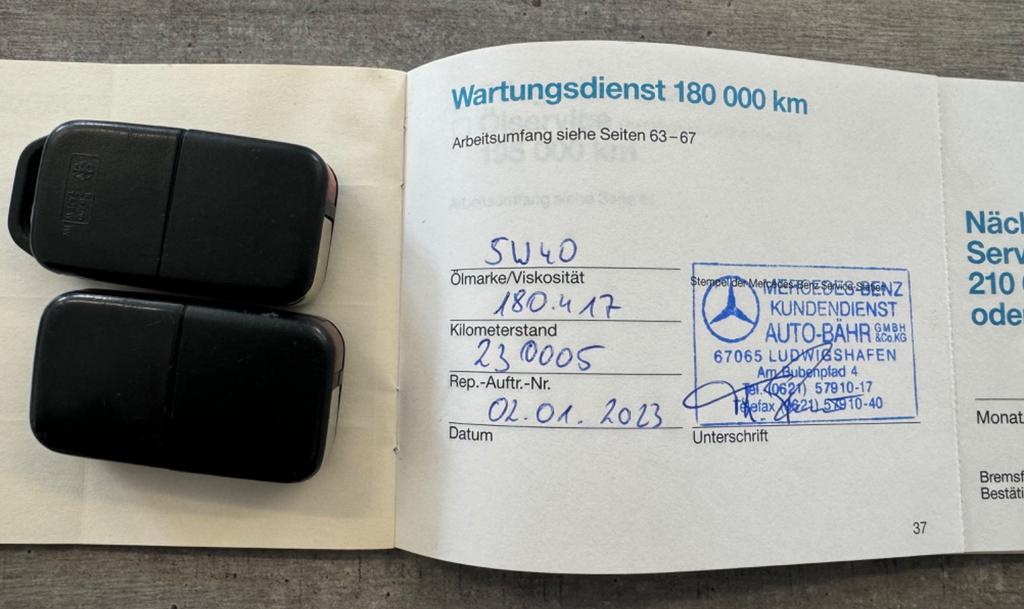 Wartungsdienst 180 000 km
Arbeitsumfang siehe Seiten 63–67
5W40
Ölmarke/Viskosität
180.417
Kilometerstand
230005
Rep.-Auftr.-Nr.
02.01.2023
Datum
Stempel der Mercedes-Benz Service-Station
MERCEDES-BENZ
KUNDENDIENST
AUTO-BÄHR GMBH & CO. KG
67065 LUDWIGSHAFEN
Am Bubenpfad 4
Tel. (0621) 57910-17
Telefax (0621) 57910-40
Unterschrift
37
Näch
Serv
210
ode
Monat
Bremsf
Bestäti